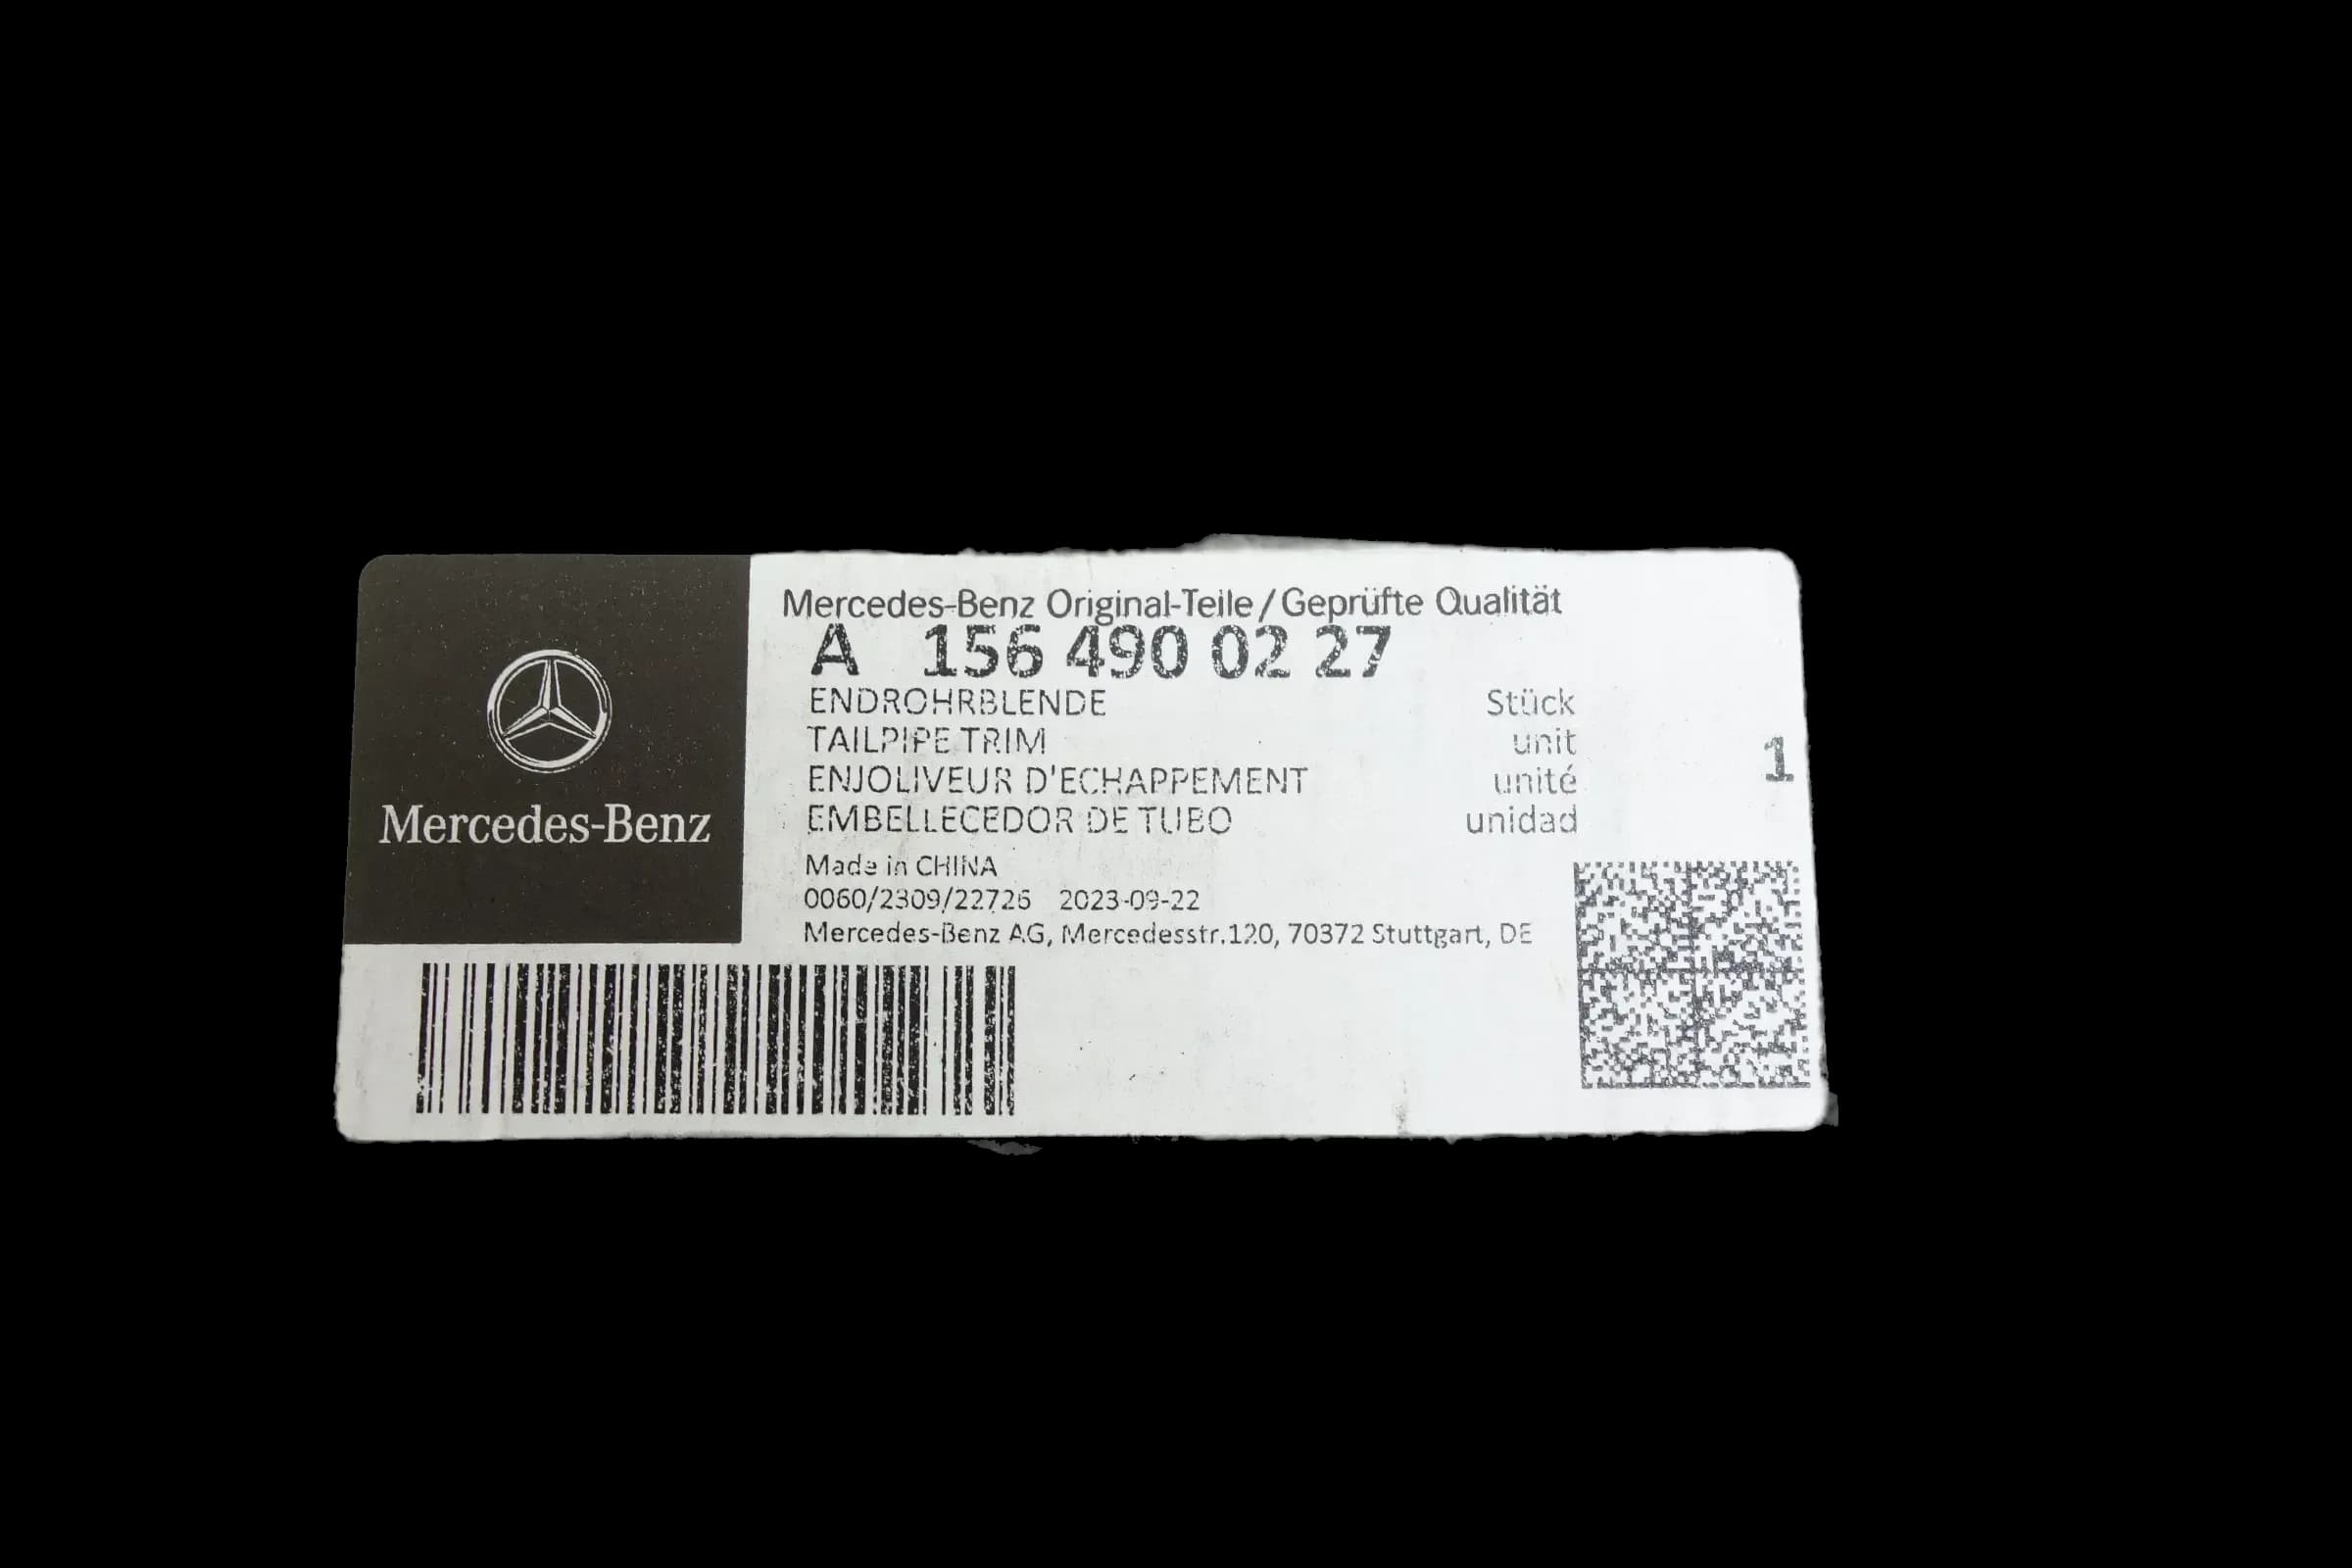 Mercedes-Benz
Mercedes-Benz Original-Teile/Geprüfte Qualität
A 156 490 02 27
ENDROHRBLENDE Stück
TAILPIPE TRIM unit
ENJOLIVEUR D'ECHAPPEMENT unité
EMBELLECEDOR DE TUBO unidad
1
Made in CHINA
0060/2309/22726 2023-09-22
Mercedes-Benz AG, Mercedesstr.120, 70372 Stuttgart, DE